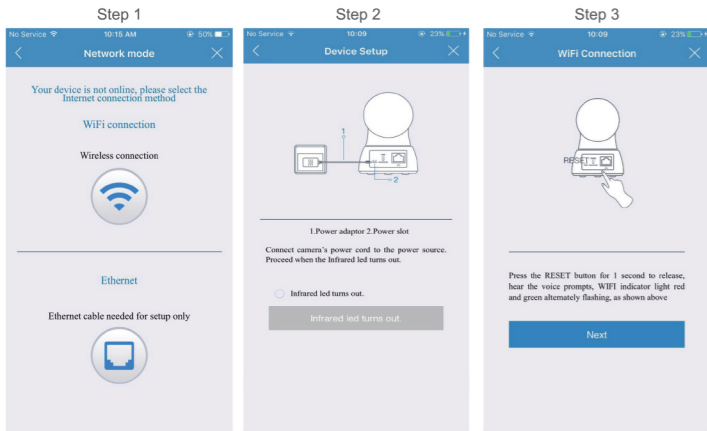 Step 1
Step 2
Step 3
No Service 10:15 AM 50%
Network mode
Your device is not online, please select the
Internet connection method
WiFi connection
Wireless connection
Ethernet
Ethernet cable needed for setup only
No Service 10:09 23%
Device Setup
1
2
1.Power adaptor 2.Power slot
Connect camera's power cord to the power source.
Proceed when the Infrared led turns out.
Infrared led turns out.
Infrared led turns out.
No Service 10:09 23%
WiFi Connection
RESET
Press the RESET button for 1 second to release,
hear the voice prompts, WIFI indicator light red
and green altemately flashing, as shown above
Next